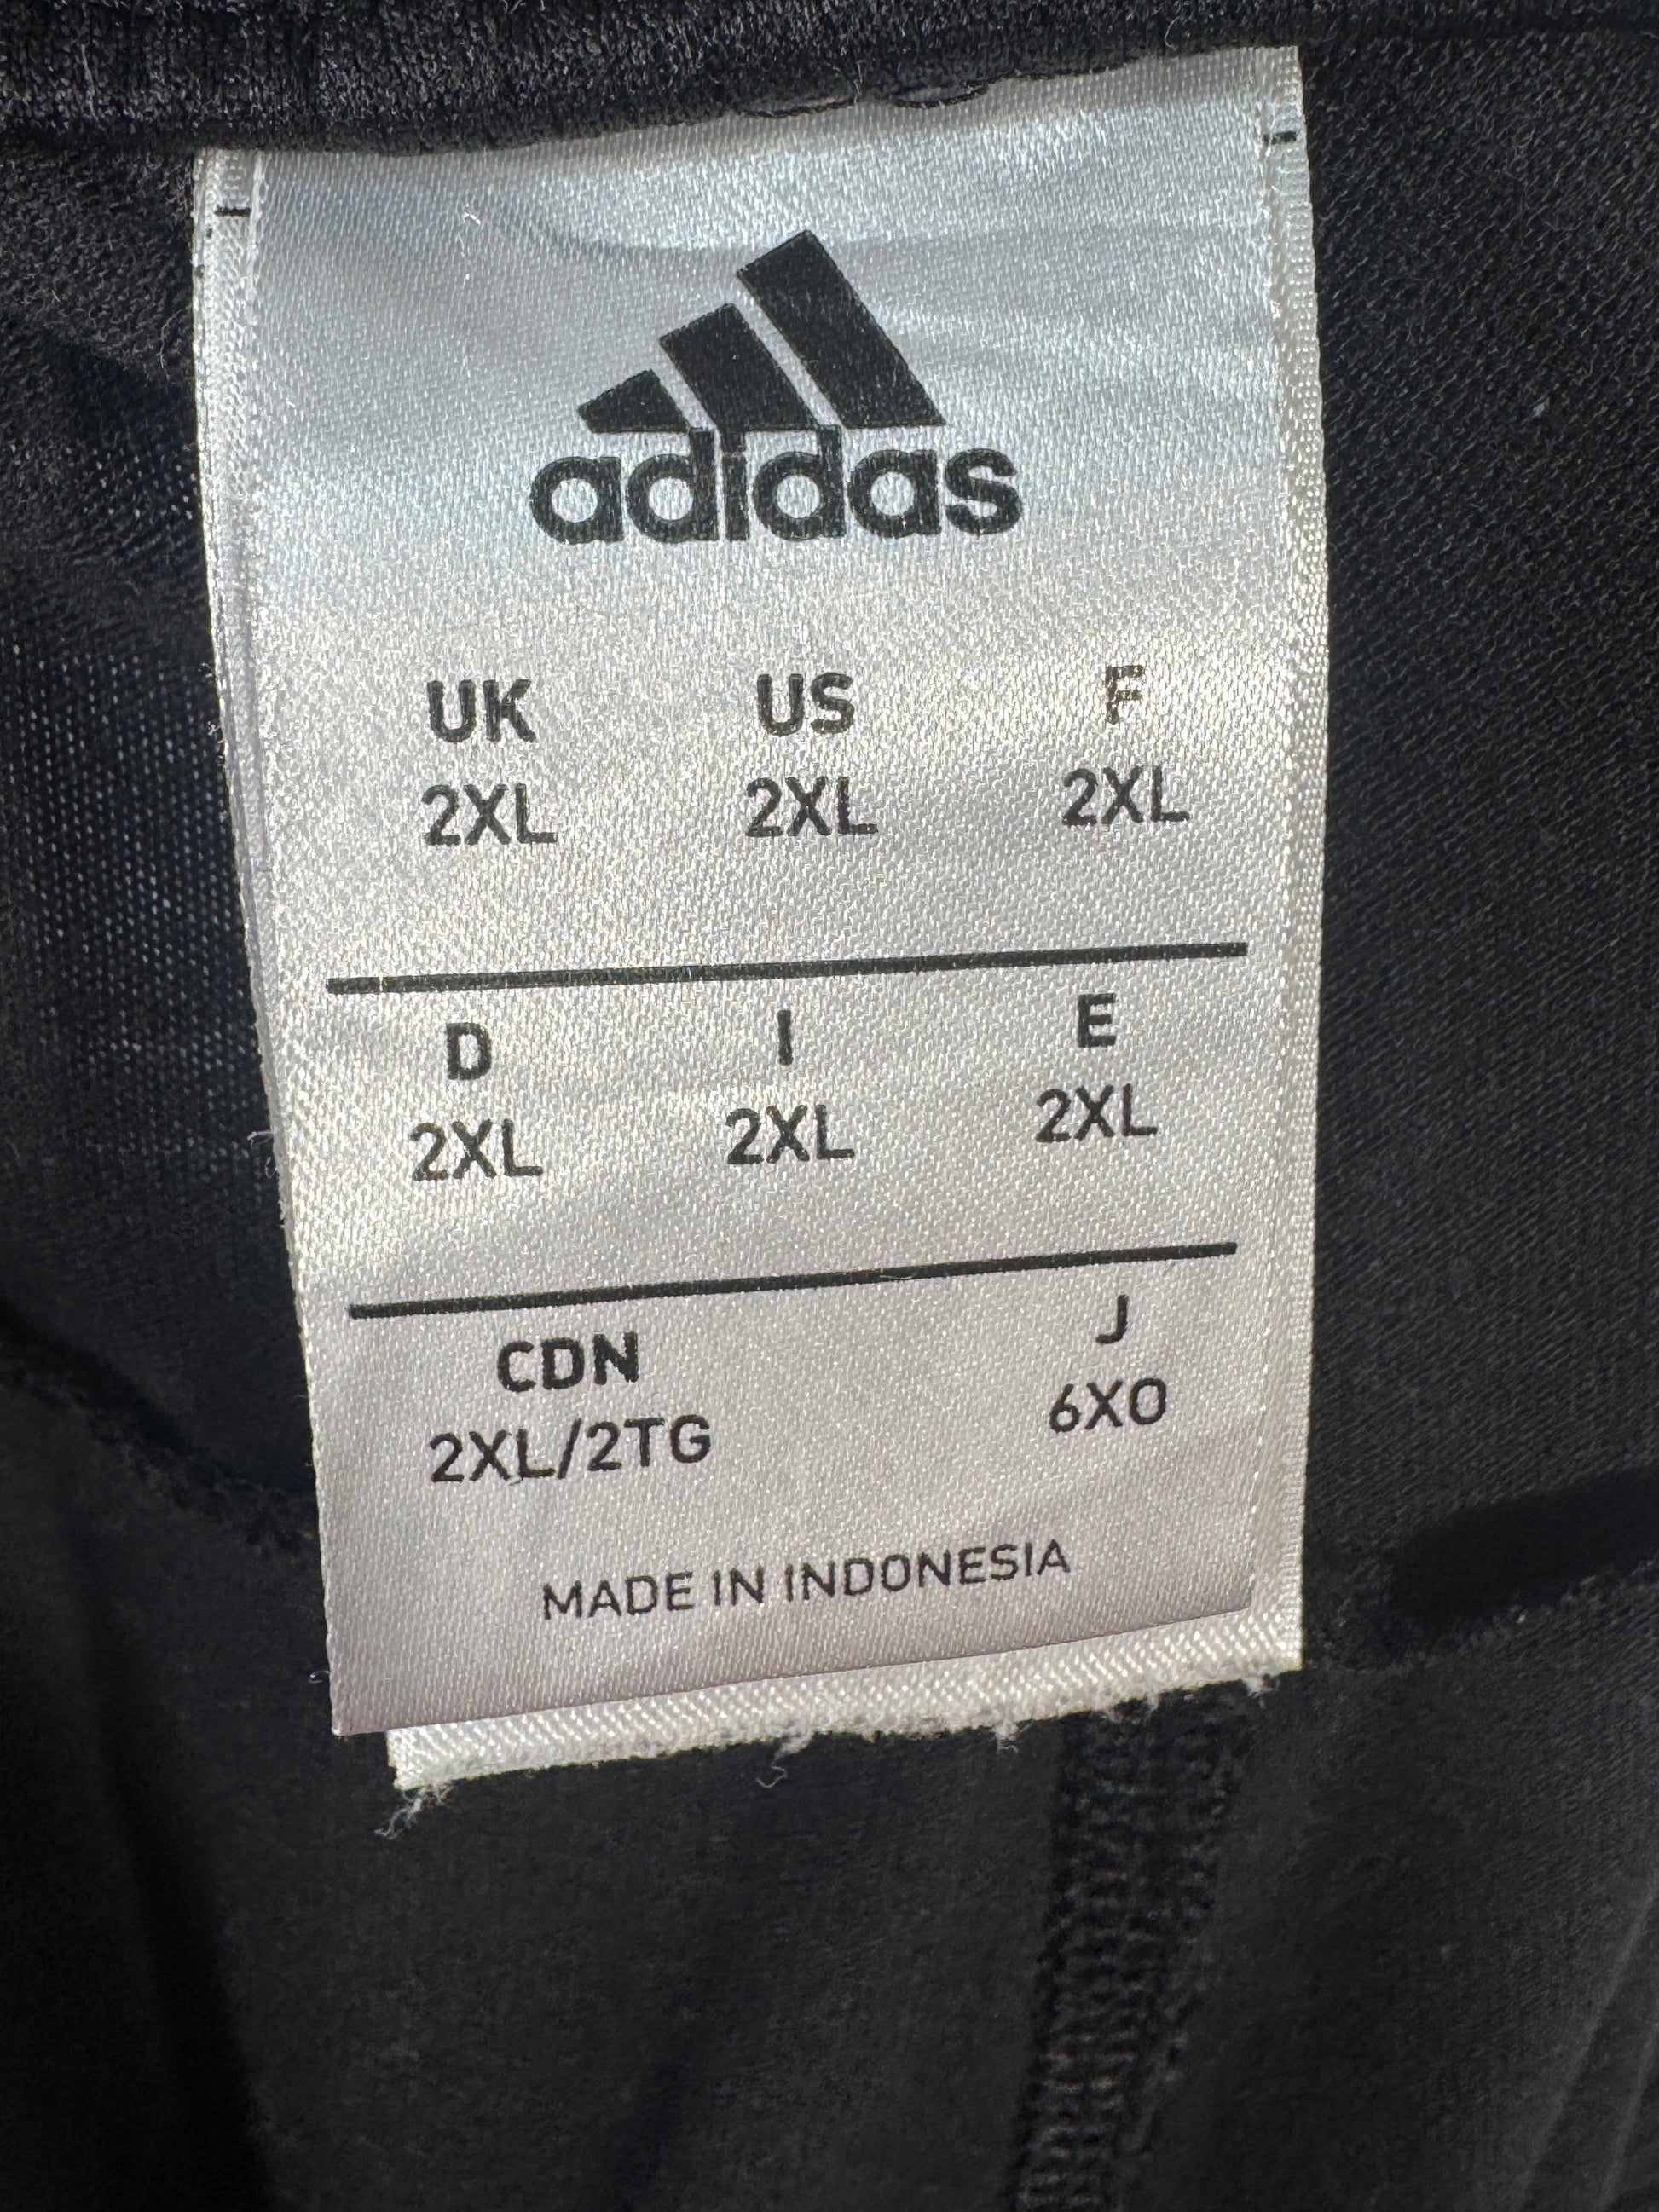 adidas
UK US F
2XL 2XL 2XL
D I E
2XL 2XL 2XL
CDN J
2XL/2TG 6XO
MADE IN INDONESIA